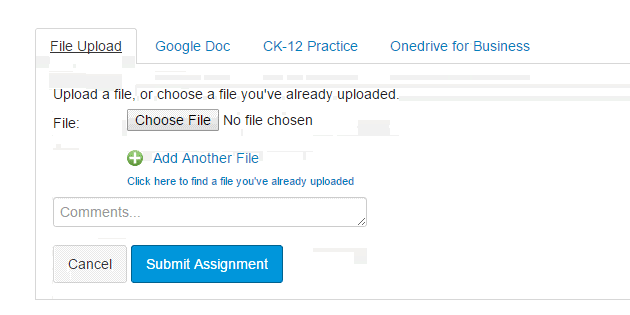 File Upload Google Doc CK-12 Practice Onedrive for Business
Upload a file, or choose a file you've already uploaded.
File: Choose File No file chosen
Add Another File
Click here to find a file you've already uploaded
Comments...
Cancel Submit Assignment